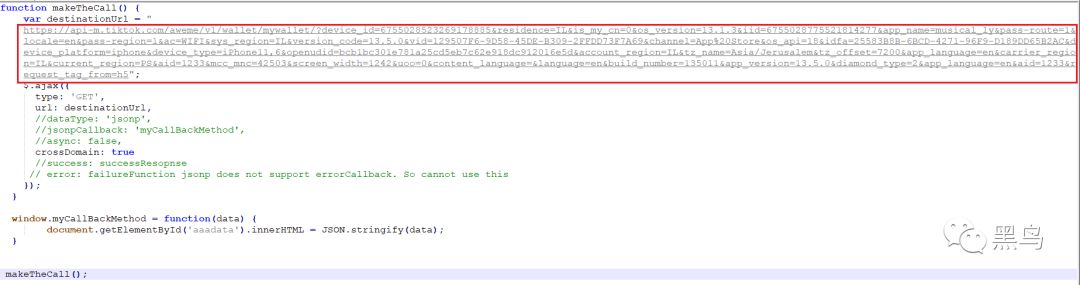 function makeTheCall() {
var destinationUrl = "
https://api-m.tiktok.com/aweme/v1/wallet/mywallet/?device_id=6755028523269178885&residence=IL&is_my_cn=0&os_version=13.1.3&iid=6755028775521814277&app_name=musical_ly&pass-route=1&
locale=en&pass-region=1&ac=WIFI&sys_region=IL&version_code=13.5.0&vid=129507F6-9D58-45DE-B309-2FFDD73F7A69&channel=App%20Store&os_api=18&idfa=25583B8B-6BCD-4271-96F9-D189DD65B2AC&d
evice_platform=iphone&device_type=iPhone11,6&openudid=bcb1bc301e781a25cd5eb7c62e918dc912016e5d&account_region=IL&tz_name=Asia/Jerusalem&tz_offset=7200&app_language=en&carrier_regio
n=IL&current_region=PS&aid=1233&mcc_mnc=42503&screen_width=1242&uoo=0&content_language=&language=en&build_number=135011&app_version=13.5.0&diamond_type=2&app_language=en&aid=1233&r
equest_tag_from=h5";
$.ajax({
type: 'GET',
url: destinationUrl,
//dataType: 'jsonp',
//jsonpCallback: 'myCallBackMethod',
//async: false,
crossDomain: true
//success: successResopnse
// error: failureFunction jsonp does not support errorCallback. So cannot use this
});
}
window.myCallBackMethod = function(data) {
document.getElementById('aaadata').innerHTML = JSON.stringify(data);
}
黑鸟
makeTheCall();